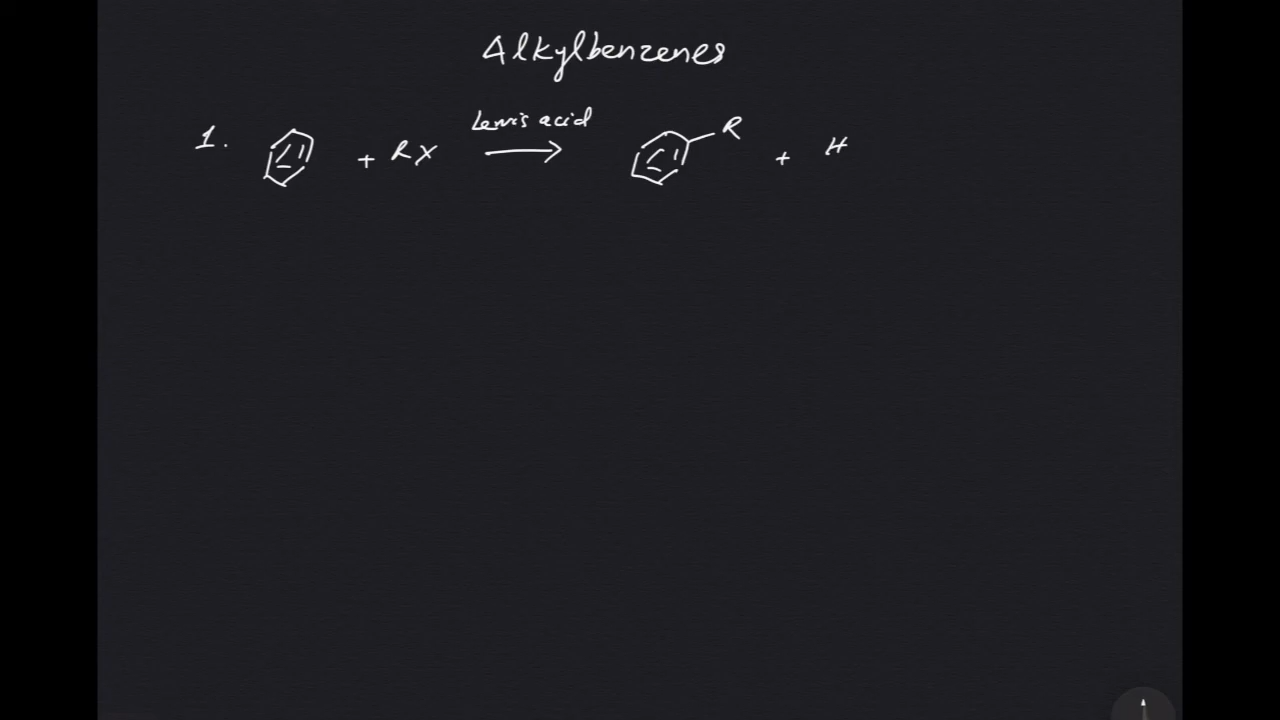 Alkylbenzenes
1. + RX Lewis acid → R + H